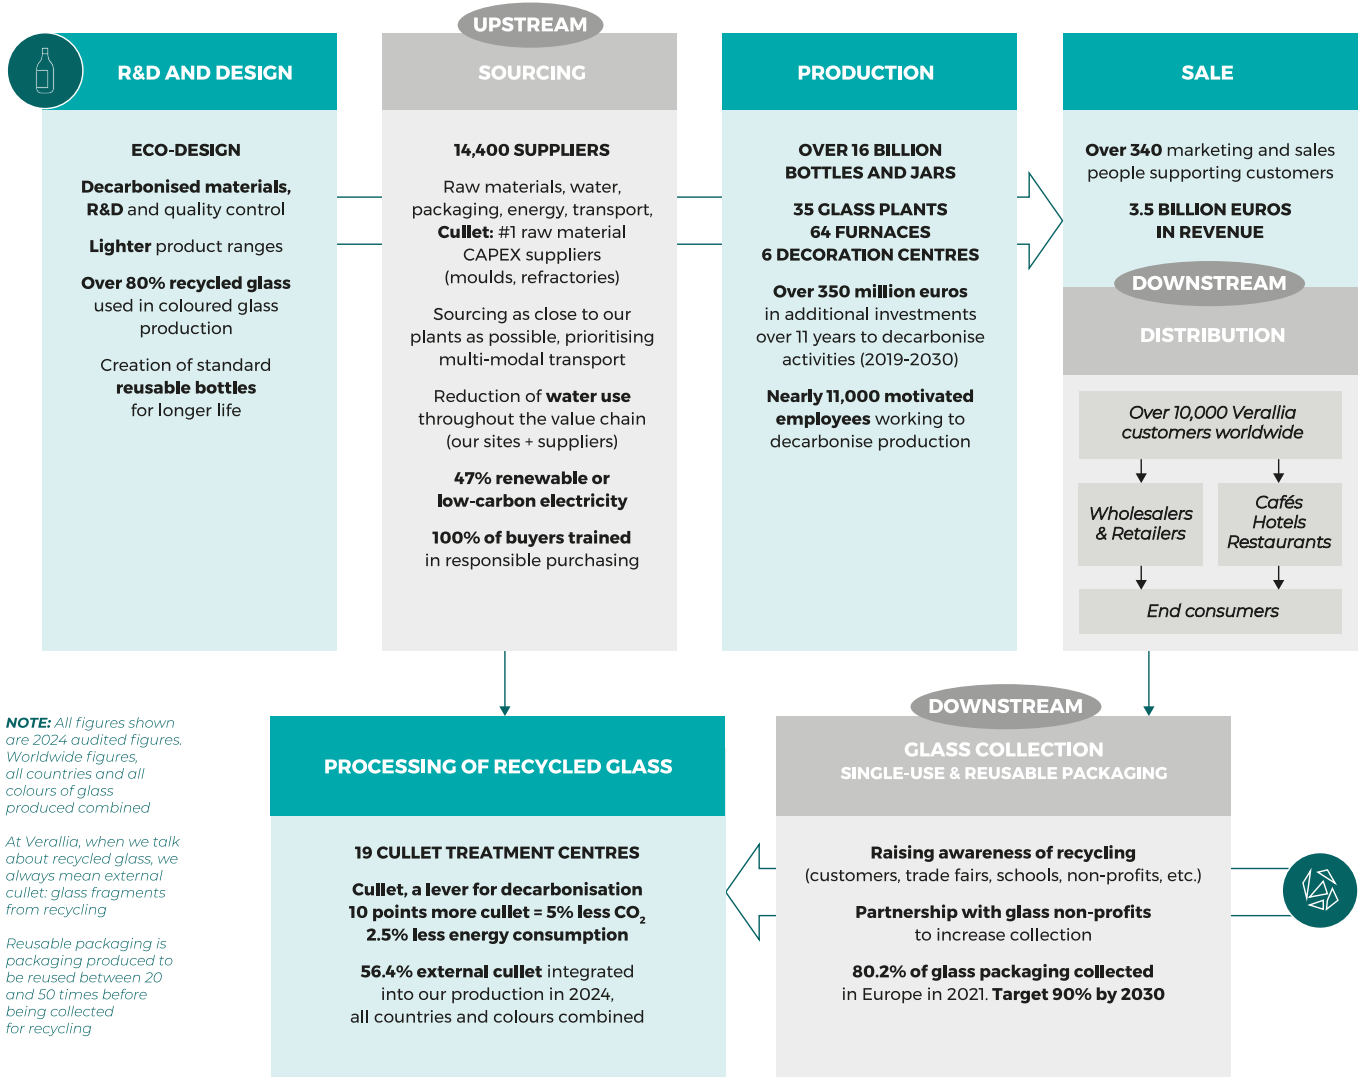 R&D AND DESIGN
ECO-DESIGN
Decarbonised materials,
R&D and quality control
Lighter product ranges
Over 80% recycled glass
used in coloured glass
production
Creation of standard
reusable bottles
for longer life
UPSTREAM
SOURCING
14,400 SUPPLIERS
Raw materials, water,
packaging, energy, transport,
Cullet: #1 raw material
CAPEX suppliers
(moulds, refractories)
Sourcing as close to our
plants as possible, prioritising
multi-modal transport
Reduction of water use
throughout the value chain
(our sites + suppliers)
47% renewable or
low-carbon electricity
100% of buyers trained
in responsible purchasing
PRODUCTION
OVER 16 BILLION
BOTTLES AND JARS
35 GLASS PLANTS
64 FURNACES
6 DECORATION CENTRES
Over 350 million euros
in additional investments
over 11 years to decarbonise
activities (2019-2030)
Nearly 11,000 motivated
employees working to
decarbonise production
SALE
Over 340 marketing and sales
people supporting customers
3.5 BILLION EUROS
IN REVENUE
DOWNSTREAM
DISTRIBUTION
Over 10,000 Verallia
customers worldwide
Wholesalers
& Retailers
Cafés
Hotels
Restaurants
End consumers
NOTE: All figures shown
are 2024 audited figures.
Worldwide figures,
all countries and all
colours of glass
produced combined
At Verallia, when we talk
about recycled glass, we
always mean external
cullet: glass fragments
from recycling
Reusable packaging is
packaging produced to
be reused between 20
and 50 times before
being collected
for recycling
PROCESSING OF RECYCLED GLASS
19 CULLET TREATMENT CENTRES
Cullet, a lever for decarbonisation
10 points more cullet = 5% less CO₂
2.5% less energy consumption
56.4% external cullet integrated
into our production in 2024,
all countries and colours combined
DOWNSTREAM
GLASS COLLECTION
SINGLE-USE & REUSABLE PACKAGING
Raising awareness of recycling
(customers, trade fairs, schools, non-profits, etc.)
Partnership with glass non-profits
to increase collection
80.2% of glass packaging collected
in Europe in 2021. Target 90% by 2030